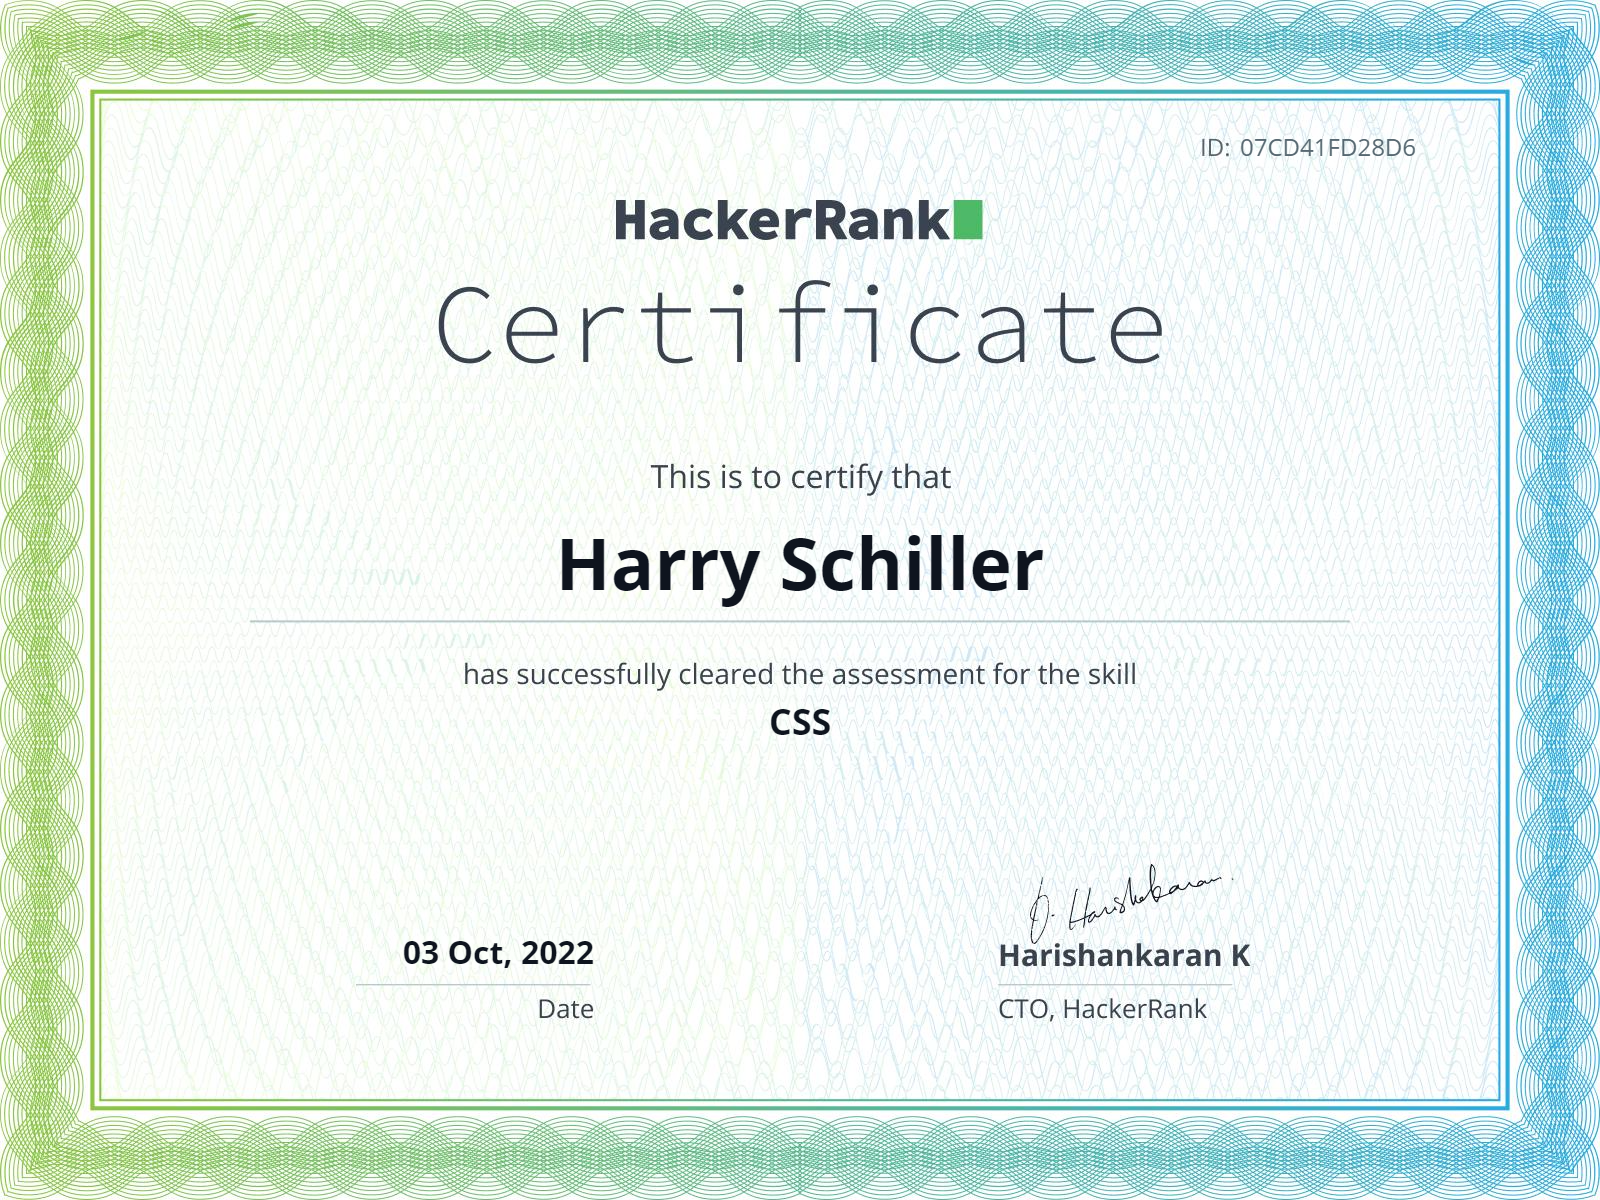 ID: 07CD41FD28D6
HackerRank
Certificate
This is to certify that
Harry Schiller
has successfully cleared the assessment for the skill
CSS
Harishankaran
03 Oct, 2022
Harishankaran K
Date
CTO, HackerRank